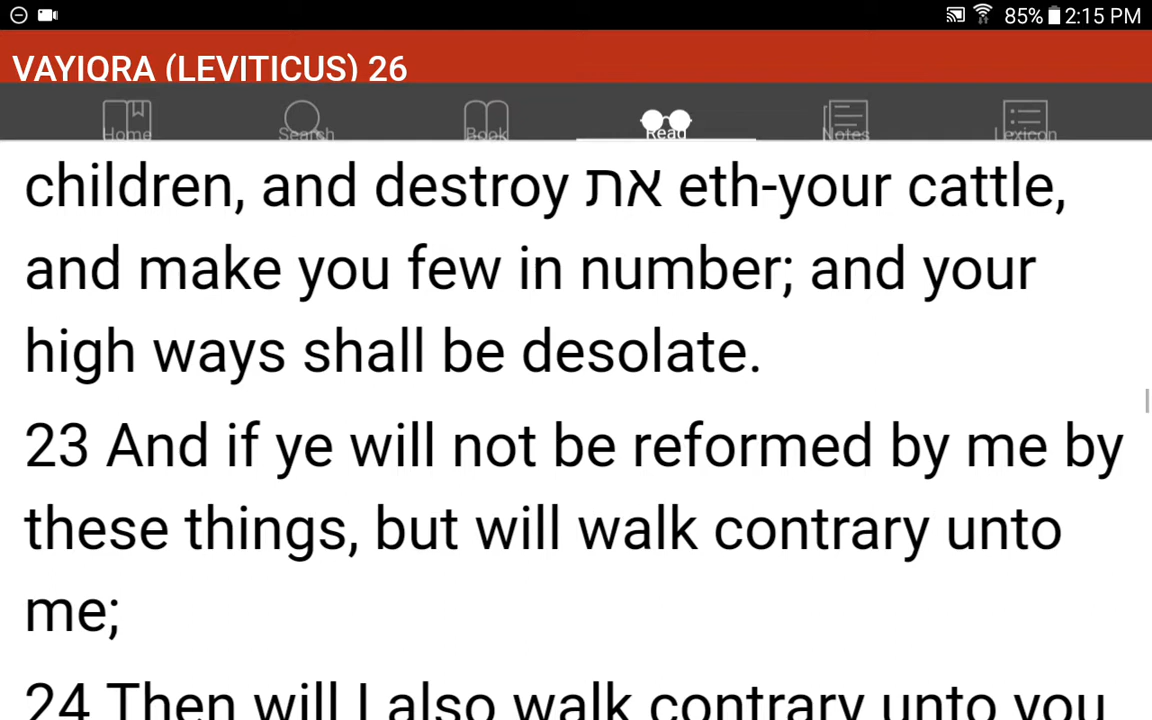 85% 2:15 PM
VAYIQRA (LEVITICUS) 26
Home Search Book Read Notes Lexicon
children, and destroy את eth-your cattle,
and make you few in number; and your
high ways shall be desolate.
23 And if ye will not be reformed by me by
these things, but will walk contrary unto
me;
24 Then will I also walk contrary unto you